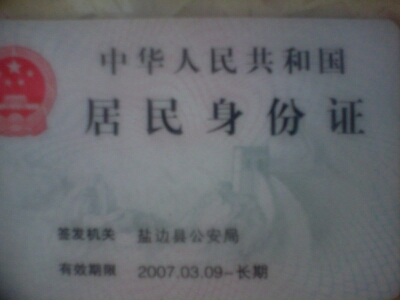 中华人民共和国
居民身份证
签发机关 盐边县公安局
有效期限 2007.03.09-长期